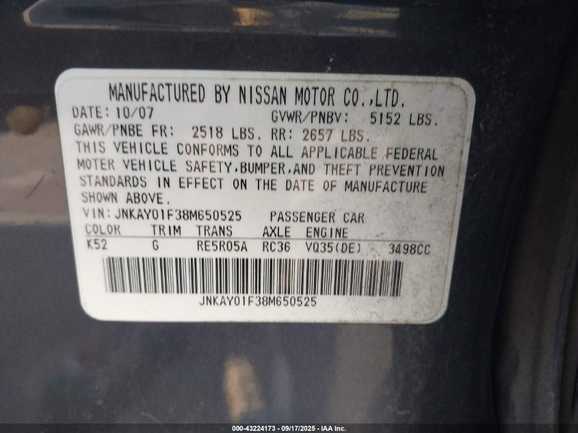 MANUFACTURED BY NISSAN MOTOR CO.,LTD.
DATE: 10/07 GVWR/PNBV: 5152 LBS.
GAWR/PNBE FR: 2518 LBS. RR: 2657 LBS.
THIS VEHICLE CONFORMS TO ALL APPLICABLE FEDERAL
MOTER VEHICLE SAFETY,BUMPER,AND THEFT PREVENTION
STANDARDS IN EFFECT ON THE DATE OF MANUFACTURE
SHOWN ABOVE.
VIN: JNKAY01F38M650525 PASSENGER CAR
COLOR TRIM TRANS AXLE ENGINE
K52 G RE5R05A RC36 VQ35(DE) 3498CC
JNKAY01F38M650525
000-43224173 - 09/17/2025 - IAA Inc.